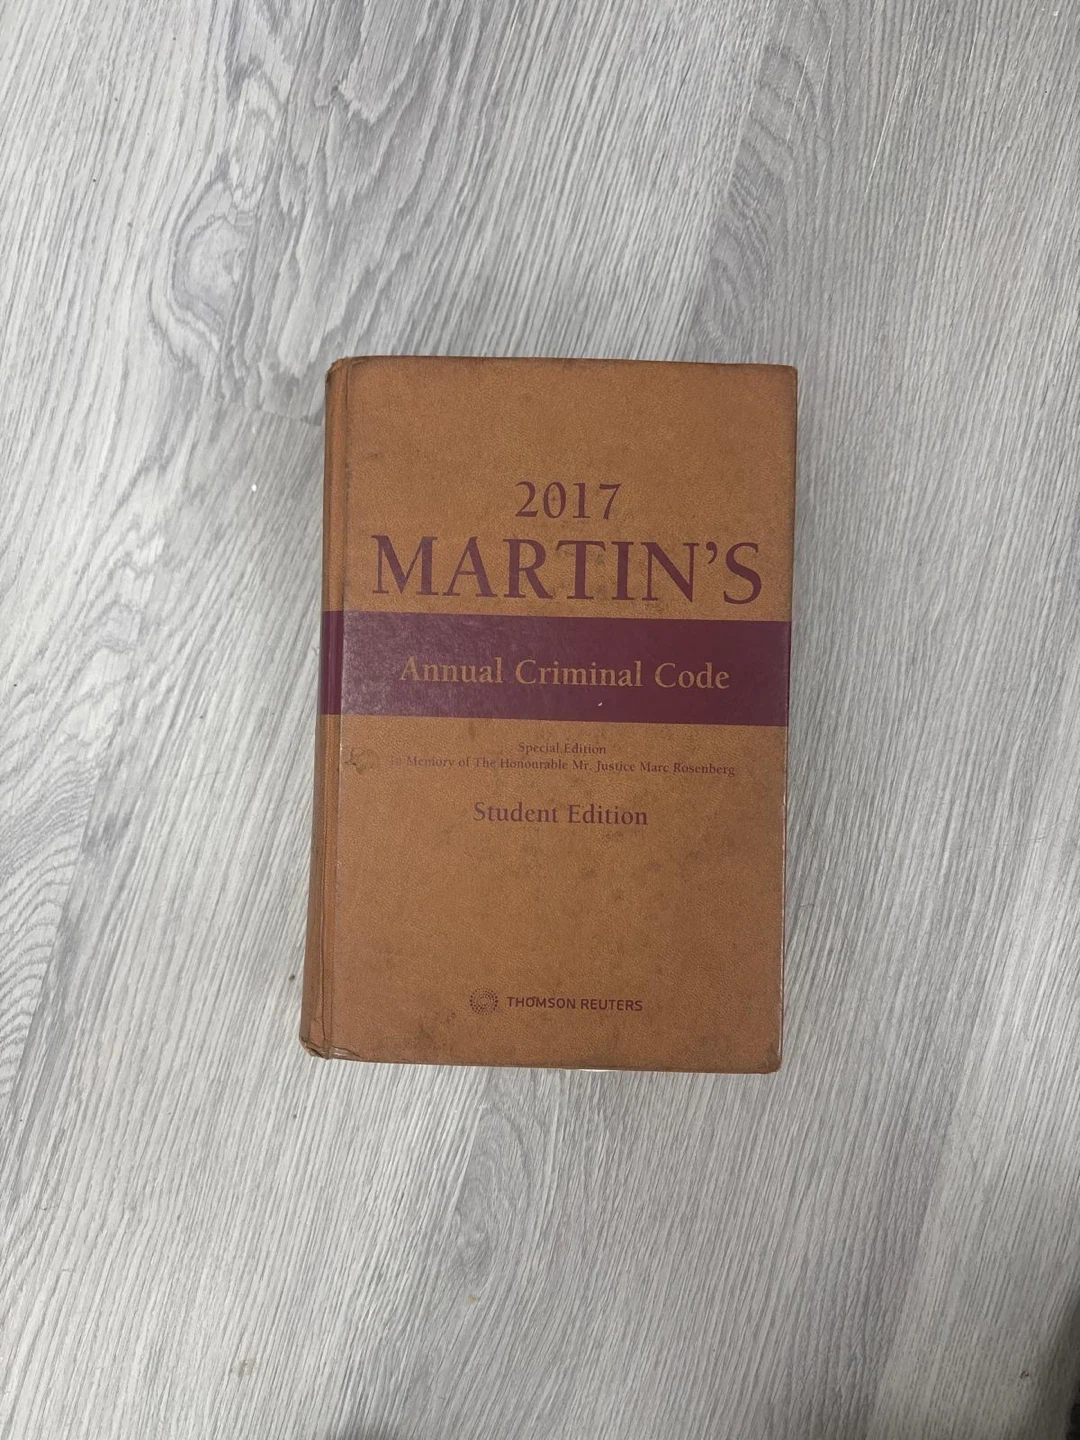 2017
MARTIN'S
Annual Criminal Code
Special Edition
In Memory of The Honourable Mr. Justice Marc Rosenberg
Student Edition
THOMSON REUTERS